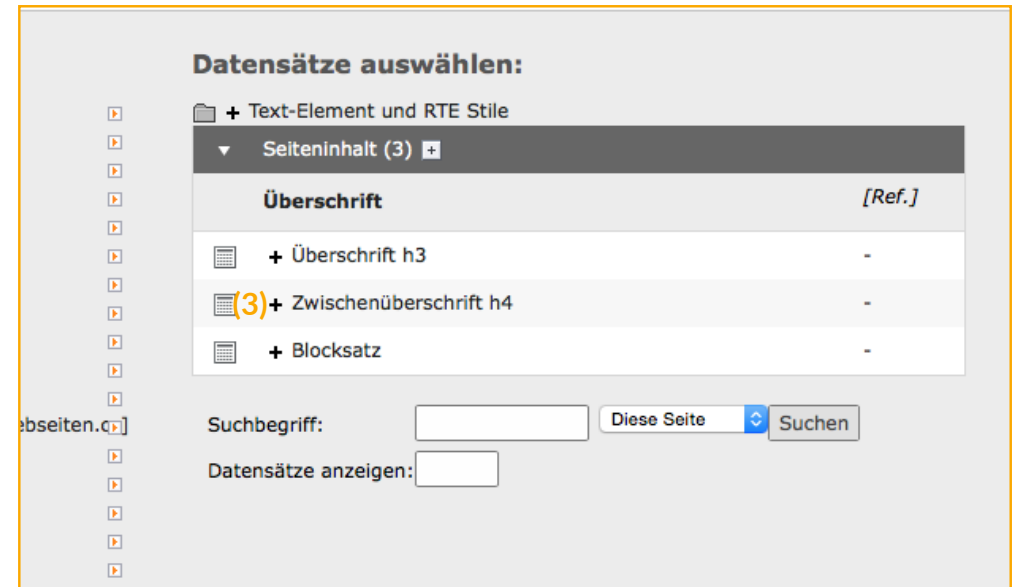 Datensätze auswählen:
+ Text-Element und RTE Stile
Seiteninhalt (3) +
Überschrift [Ref.]
+ Überschrift h3 -
(3)+ Zwischenüberschrift h4 -
+ Blocksatz -
ebseiten.c ]
Suchbegriff: Diese Seite Suchen
Datensätze anzeigen: